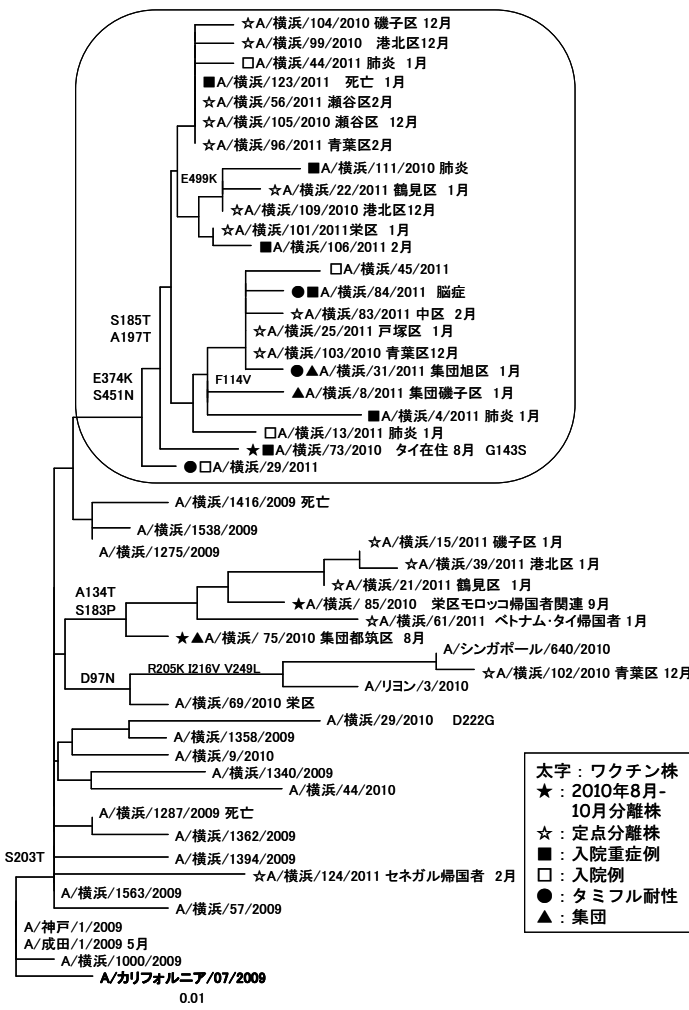 ☆A/横浜/104/2010 磯子区 12月
☆A/横浜/99/2010 港北区12月
□A/横浜/44/2011 肺炎 1月
■A/横浜/123/2011 死亡 1月
☆A/横浜/56/2011 瀬谷区2月
☆A/横浜/105/2010 瀬谷区 12月
☆A/横浜/96/2011 青葉区2月
■A/横浜/111/2010 肺炎
E499K
☆A/横浜/22/2011 鶴見区 1月
☆A/横浜/109/2010 港北区12月
☆A/横浜/101/2011栄区 1月
■A/横浜/106/2011 2月
□A/横浜/45/2011
●■A/横浜/84/2011 脳症
☆A/横浜/83/2011 中区 2月
S185T
A197T
☆A/横浜/25/2011 戸塚区 1月
☆A/横浜/103/2010 青葉区12月
●▲A/横浜/31/2011 集団旭区 1月
E374K
S451N
F114V
▲A/横浜/8/2011 集団磯子区 1月
■A/横浜/4/2011 肺炎 1月
□A/横浜/13/2011 肺炎 1月
★■A/横浜/73/2010 タイ在住 8月 G143S
●□A/横浜/29/2011
A/横浜/1416/2009 死亡
A/横浜/1538/2009
A/横浜/1275/2009
☆A/横浜/15/2011 磯子区 1月
☆A/横浜/39/2011 港北区 1月
☆A/横浜/21/2011 鶴見区 1月
A134T
S183P
★A/横浜/ 85/2010 栄区モロッコ帰国者関連 9月
☆A/横浜/61/2011 ベトナム・タイ帰国者 1月
★▲A/横浜/ 75/2010 集団都筑区 8月
A/シンガポール/640/2010
R205K I216V V249L
☆A/横浜/102/2010 青葉区 12月
D97N
A/リヨン/3/2010
A/横浜/69/2010 栄区
A/横浜/29/2010 D222G
A/横浜/1358/2009
A/横浜/9/2010
A/横浜/1340/2009
A/横浜/44/2010
A/横浜/1287/2009 死亡
A/横浜/1362/2009
S203T
A/横浜/1394/2009
☆A/横浜/124/2011 セネガル帰国者 2月
A/横浜/1563/2009
A/横浜/57/2009
A/神戸/1/2009
A/成田/1/2009 5月
A/横浜/1000/2009
A/カリフォルニア/07/2009
0.01
太字：ワクチン株
★：2010年8月-
10月分離株
☆：定点分離株
■：入院重症例
□：入院例
●：タミフル耐性
▲：集団